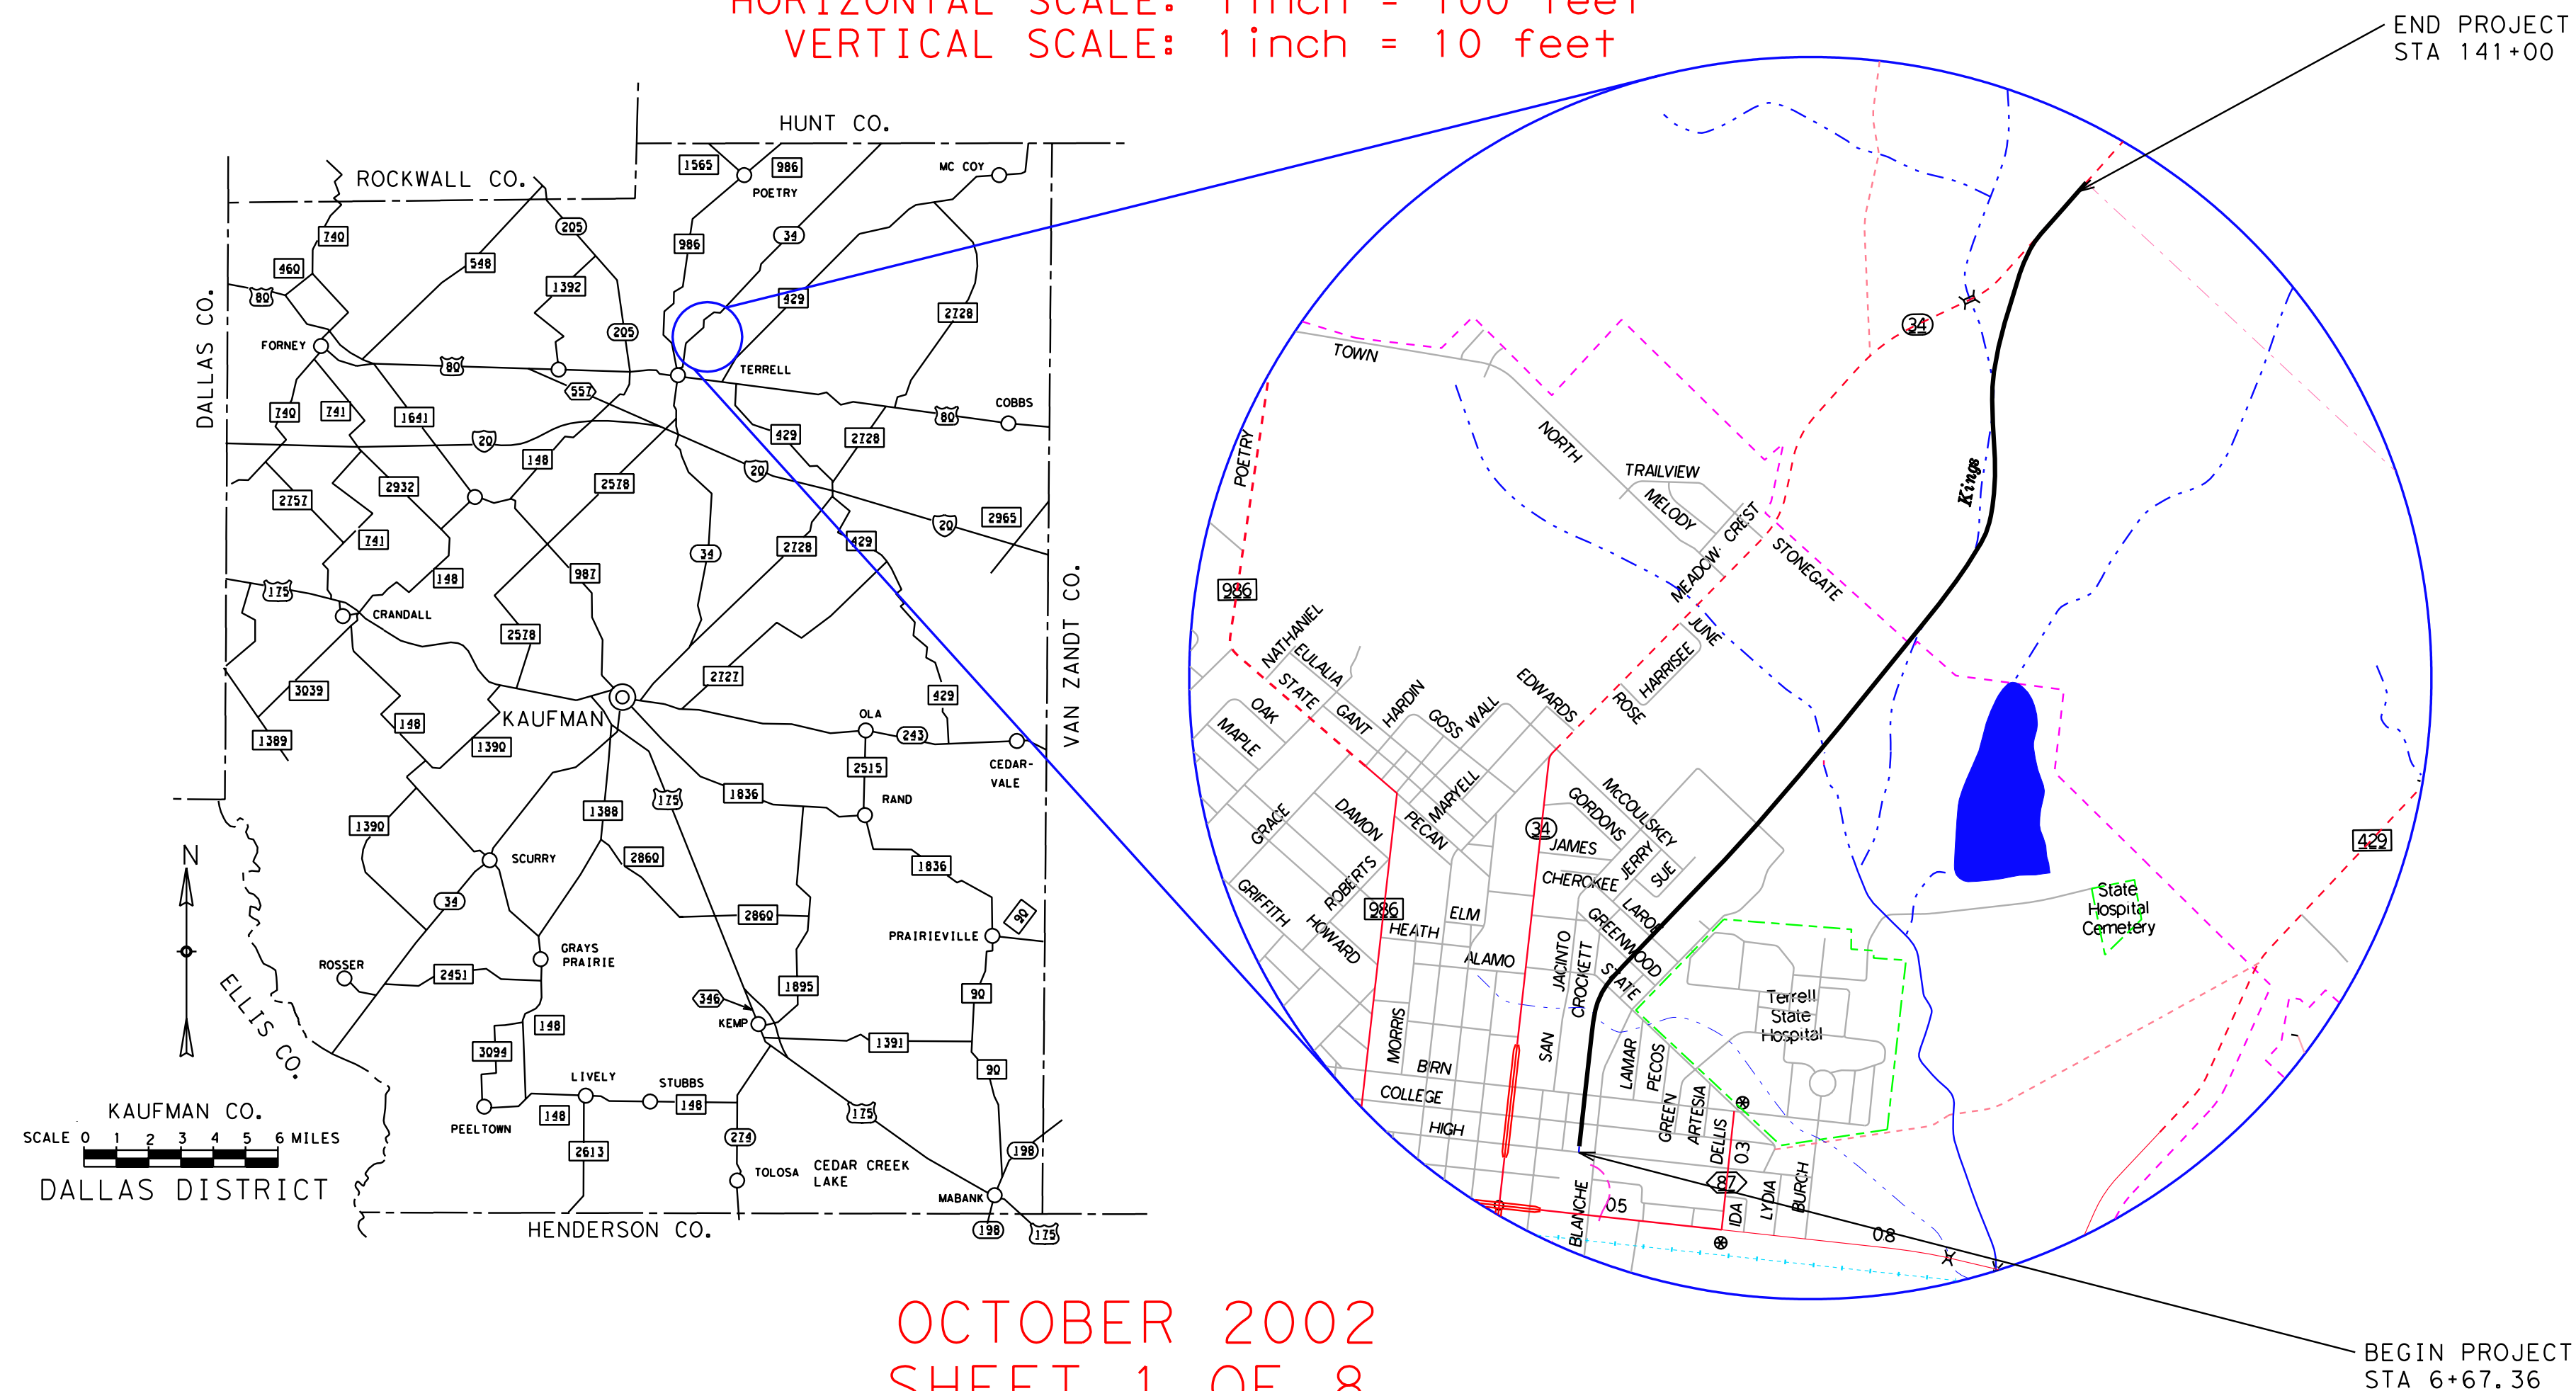 HORIZONTAL SCALE: 1 inch = 100 feet
VERTICAL SCALE: 1 inch = 10 feet
END PROJECT
STA 141+00
HUNT CO.
ROCKWALL CO.
1565
986
POETRY
MC COY
740
205
548
986
34
460
80
1392
429
2728
DALLAS CO.
FORNEY
205
80
557
TERRELL
COBBS
740
741
1641
80
20
148
429
2728
2757
2932
2578
20
20
2965
741
148
987
34
2728
429
175
CRANDALL
2578
VAN ZANDT CO.
3039
2727
429
148
KAUFMAN
OLA
243
1389
1390
CEDAR-
VALE
2515
RAND
1836
175
1388
1390
SCURRY
2860
1836
N
34
2860
90
PRAIRIEVILLE
GRAYS
PRAIRIE
ROSSER
2451
1895
90
346
KEMP
148
ELLIS CO.
3094
1391
90
LIVELY
STUBBS
148
148
175
PEELTOWN
274
198
2613
TOLOSA
CEDAR CREEK
LAKE
MABANK
198
175
HENDERSON CO.
KAUFMAN CO.
SCALE 0 1 2 3 4 5 6 MILES
DALLAS DISTRICT
TOWN
34
POETRY
NORTH
TRAILVIEW
MELODY
MEADOW CREST
STONEGATE
Kings
986
NATHANIEL
EULALIA
STATE
GANT
JUNE
HARRISEE
ROSE
EDWARDS
HARDIN
GOSS
WALL
OAK
MAPLE
MARYELL
PECAN
GRACE
DAMON
ROBERTS
GRIFFITH
HOWARD
McCOULSKEY
GORDONS
34
JAMES
JERRY
SUE
CHEROKEE
986
ELM
HEATH
ALAMO
LAROE
GREENWOOD
STATE
JACINTO
SAN
CROCKETT
429
State
Hospital
Cemetery
Terrell
State
Hospital
MORRIS
BIRN
COLLEGE
HIGH
LAMAR
PECOS
GREEN
ARTESIA
DELLIS
03
87
05
IDA
LYDIA
BURCH
BLANCHE
08
BEGIN PROJECT
STA 6+67.36
OCTOBER 2002
SHEET 1 OF 8